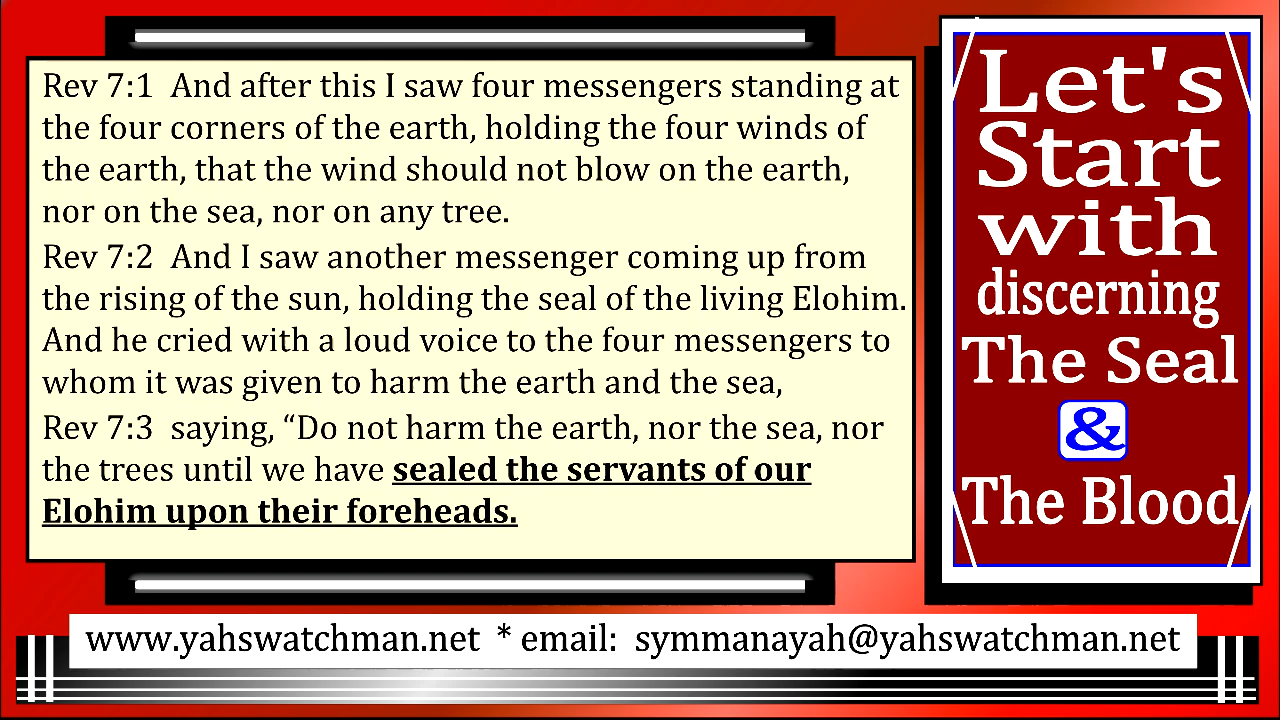 Rev 7:1  And after this I saw four messengers standing at
the four corners of the earth, holding the four winds of
the earth, that the wind should not blow on the earth,
nor on the sea, nor on any tree.
Rev 7:2  And I saw another messenger coming up from
the rising of the sun, holding the seal of the living Elohim.
And he cried with a loud voice to the four messengers to
whom it was given to harm the earth and the sea,
Rev 7:3  saying, “Do not harm the earth, nor the sea, nor
the trees until we have sealed the servants of our
Elohim upon their foreheads.
Let's
Start
with
discerning
The Seal
&
The Blood
www.yahswatchman.net  * email:  symmanayah@yahswatchman.net